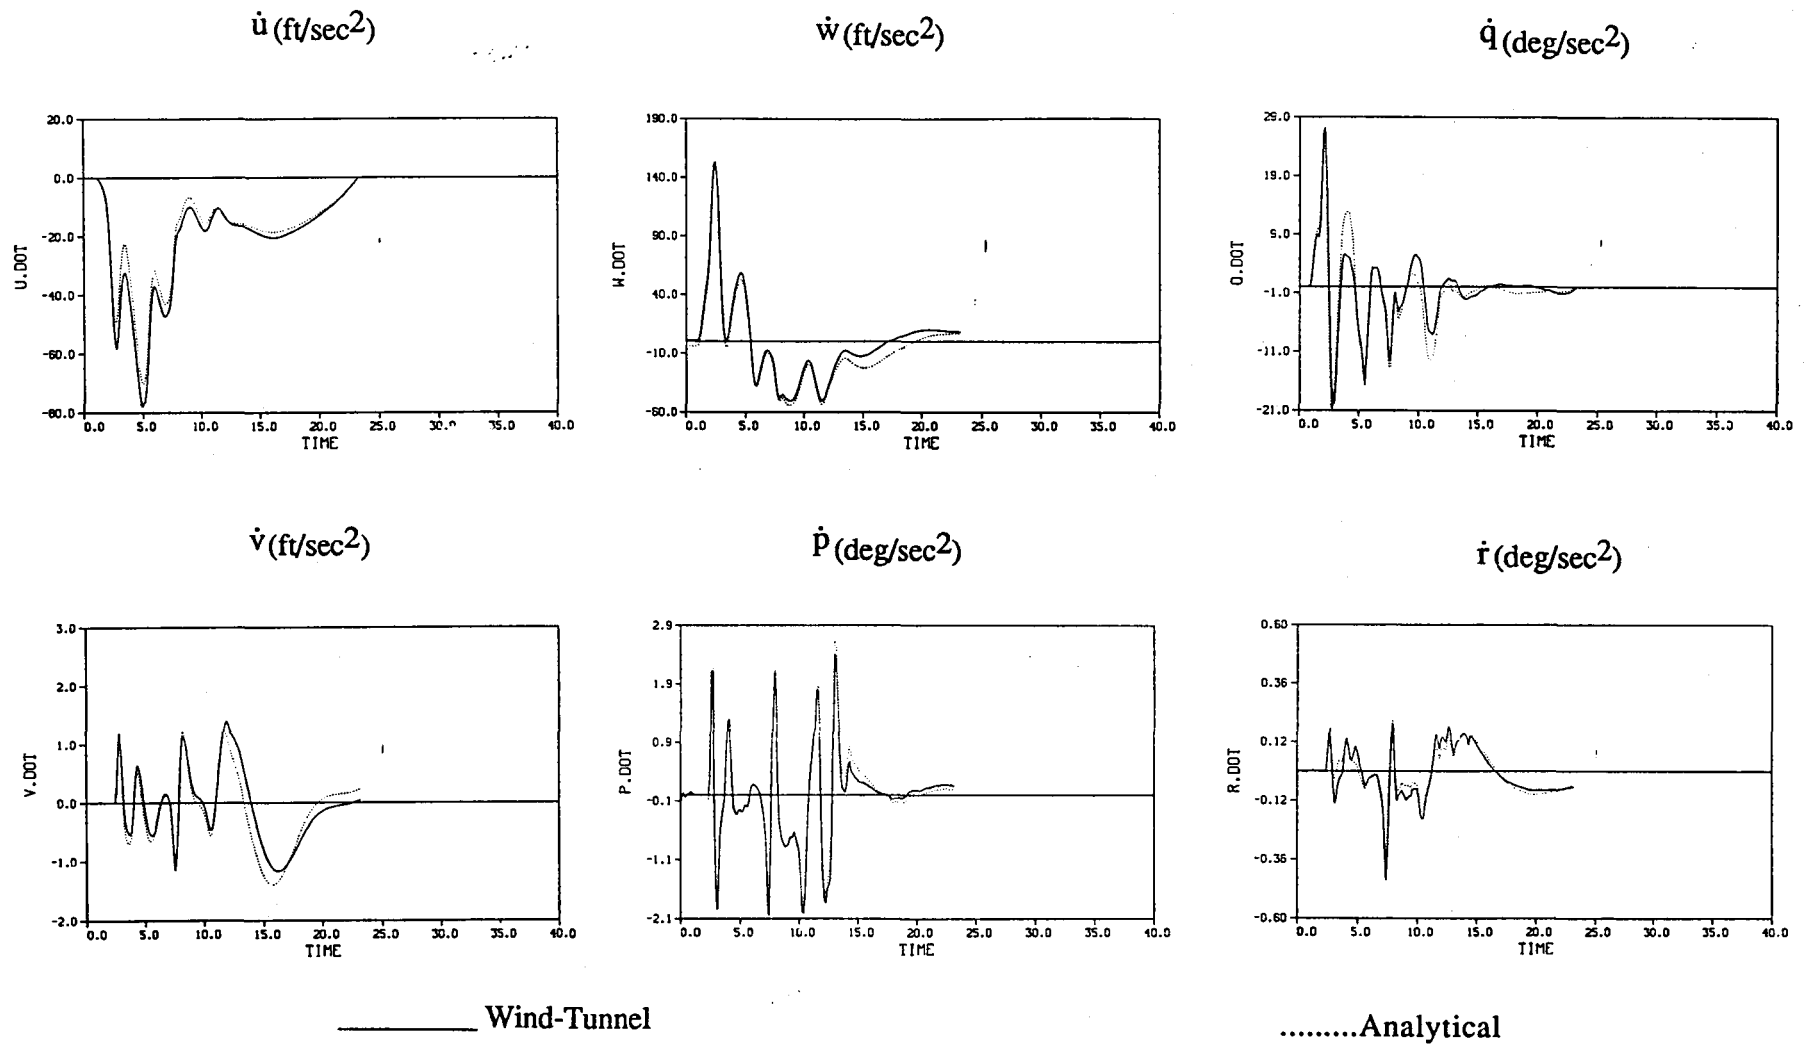 u̇ (ft/sec2)
ẇ (ft/sec2)
q̇ (deg/sec2)
20.0
0.0
-20.0
-40.0
-60.0
-80.0
U.DOT
0.0 5.0 10.0 15.0 20.0 25.0 35.0 40.0
TIME
190.0
140.0
90.0
40.0
-10.0
-60.0
W.DOT
0.0 5.0 10.0 15.0 20.0 25.0 30.0 35.0 40.0
TIME
29.0
19.0
9.0
-1.0
-11.0
-21.0
Q.DOT
0.0 5.0 10.0 15.0 20.0 25.0 30.0 35.0 40.0
TIME
v̇ (ft/sec2)
ṗ (deg/sec2)
ṙ (deg/sec2)
3.0
2.0
1.0
0.0
-1.0
-2.0
V.DOT
0.0 5.0 10.0 15.0 20.0 25.0 30.0 35.0 40.0
TIME
2.9
1.9
0.9
-0.1
-1.1
-2.1
P.DOT
0.0 5.0 10.0 15.0 20.0 25.0 30.0 35.0 40.0
TIME
0.60
0.36
0.12
-0.12
-0.36
-0.60
R.DOT
0.0 5.0 10.0 15.0 20.0 25.0 30.0 35.0 40.0
TIME
Wind-Tunnel
.........Analytical